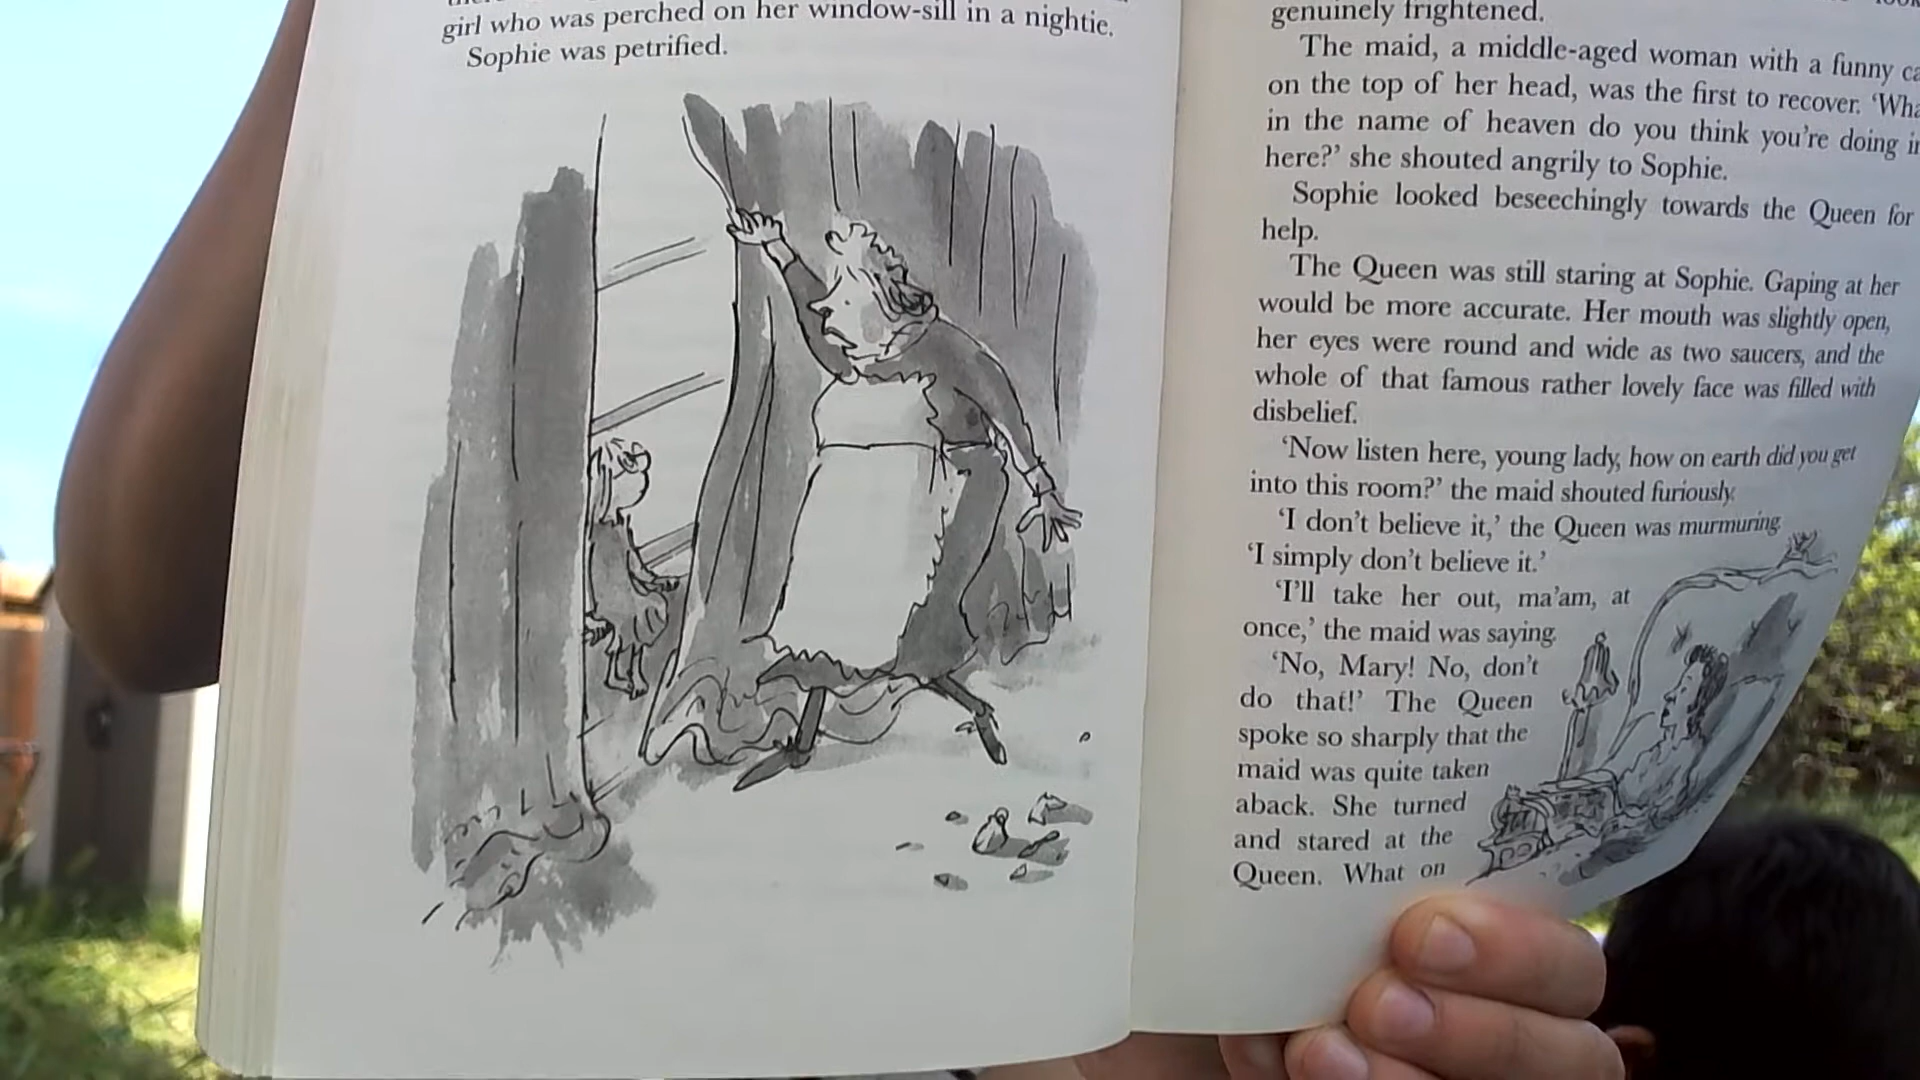 girl who was perched on her window-sill in a nightie.
Sophie was petrified.
genuinely frightened.
The maid, a middle-aged woman with a funny
on the top of her head, was the first to recover.
in the name of heaven do you think you're doing
here?' she shouted angrily to Sophie.
Sophie looked beseechingly towards the Queen for
help.
The Queen was still staring at Sophie. Gaping at her
would be more accurate. Her mouth was slightly open,
her eyes were round and wide as two saucers, and the
whole of that famous rather lovely face was filled with
disbelief.
'Now listen here, young lady, how on earth did you get
into this room?' the maid shouted furiously.
'I don't believe it,' the Queen was murmuring.
'I simply don't believe it.'
'I'll take her out, ma'am, at
once,' the maid was saying.
'No, Mary! No, don't
do that!' The Queen
spoke so sharply that the
maid was quite taken
aback. She turned
and stared at the
Queen. What on